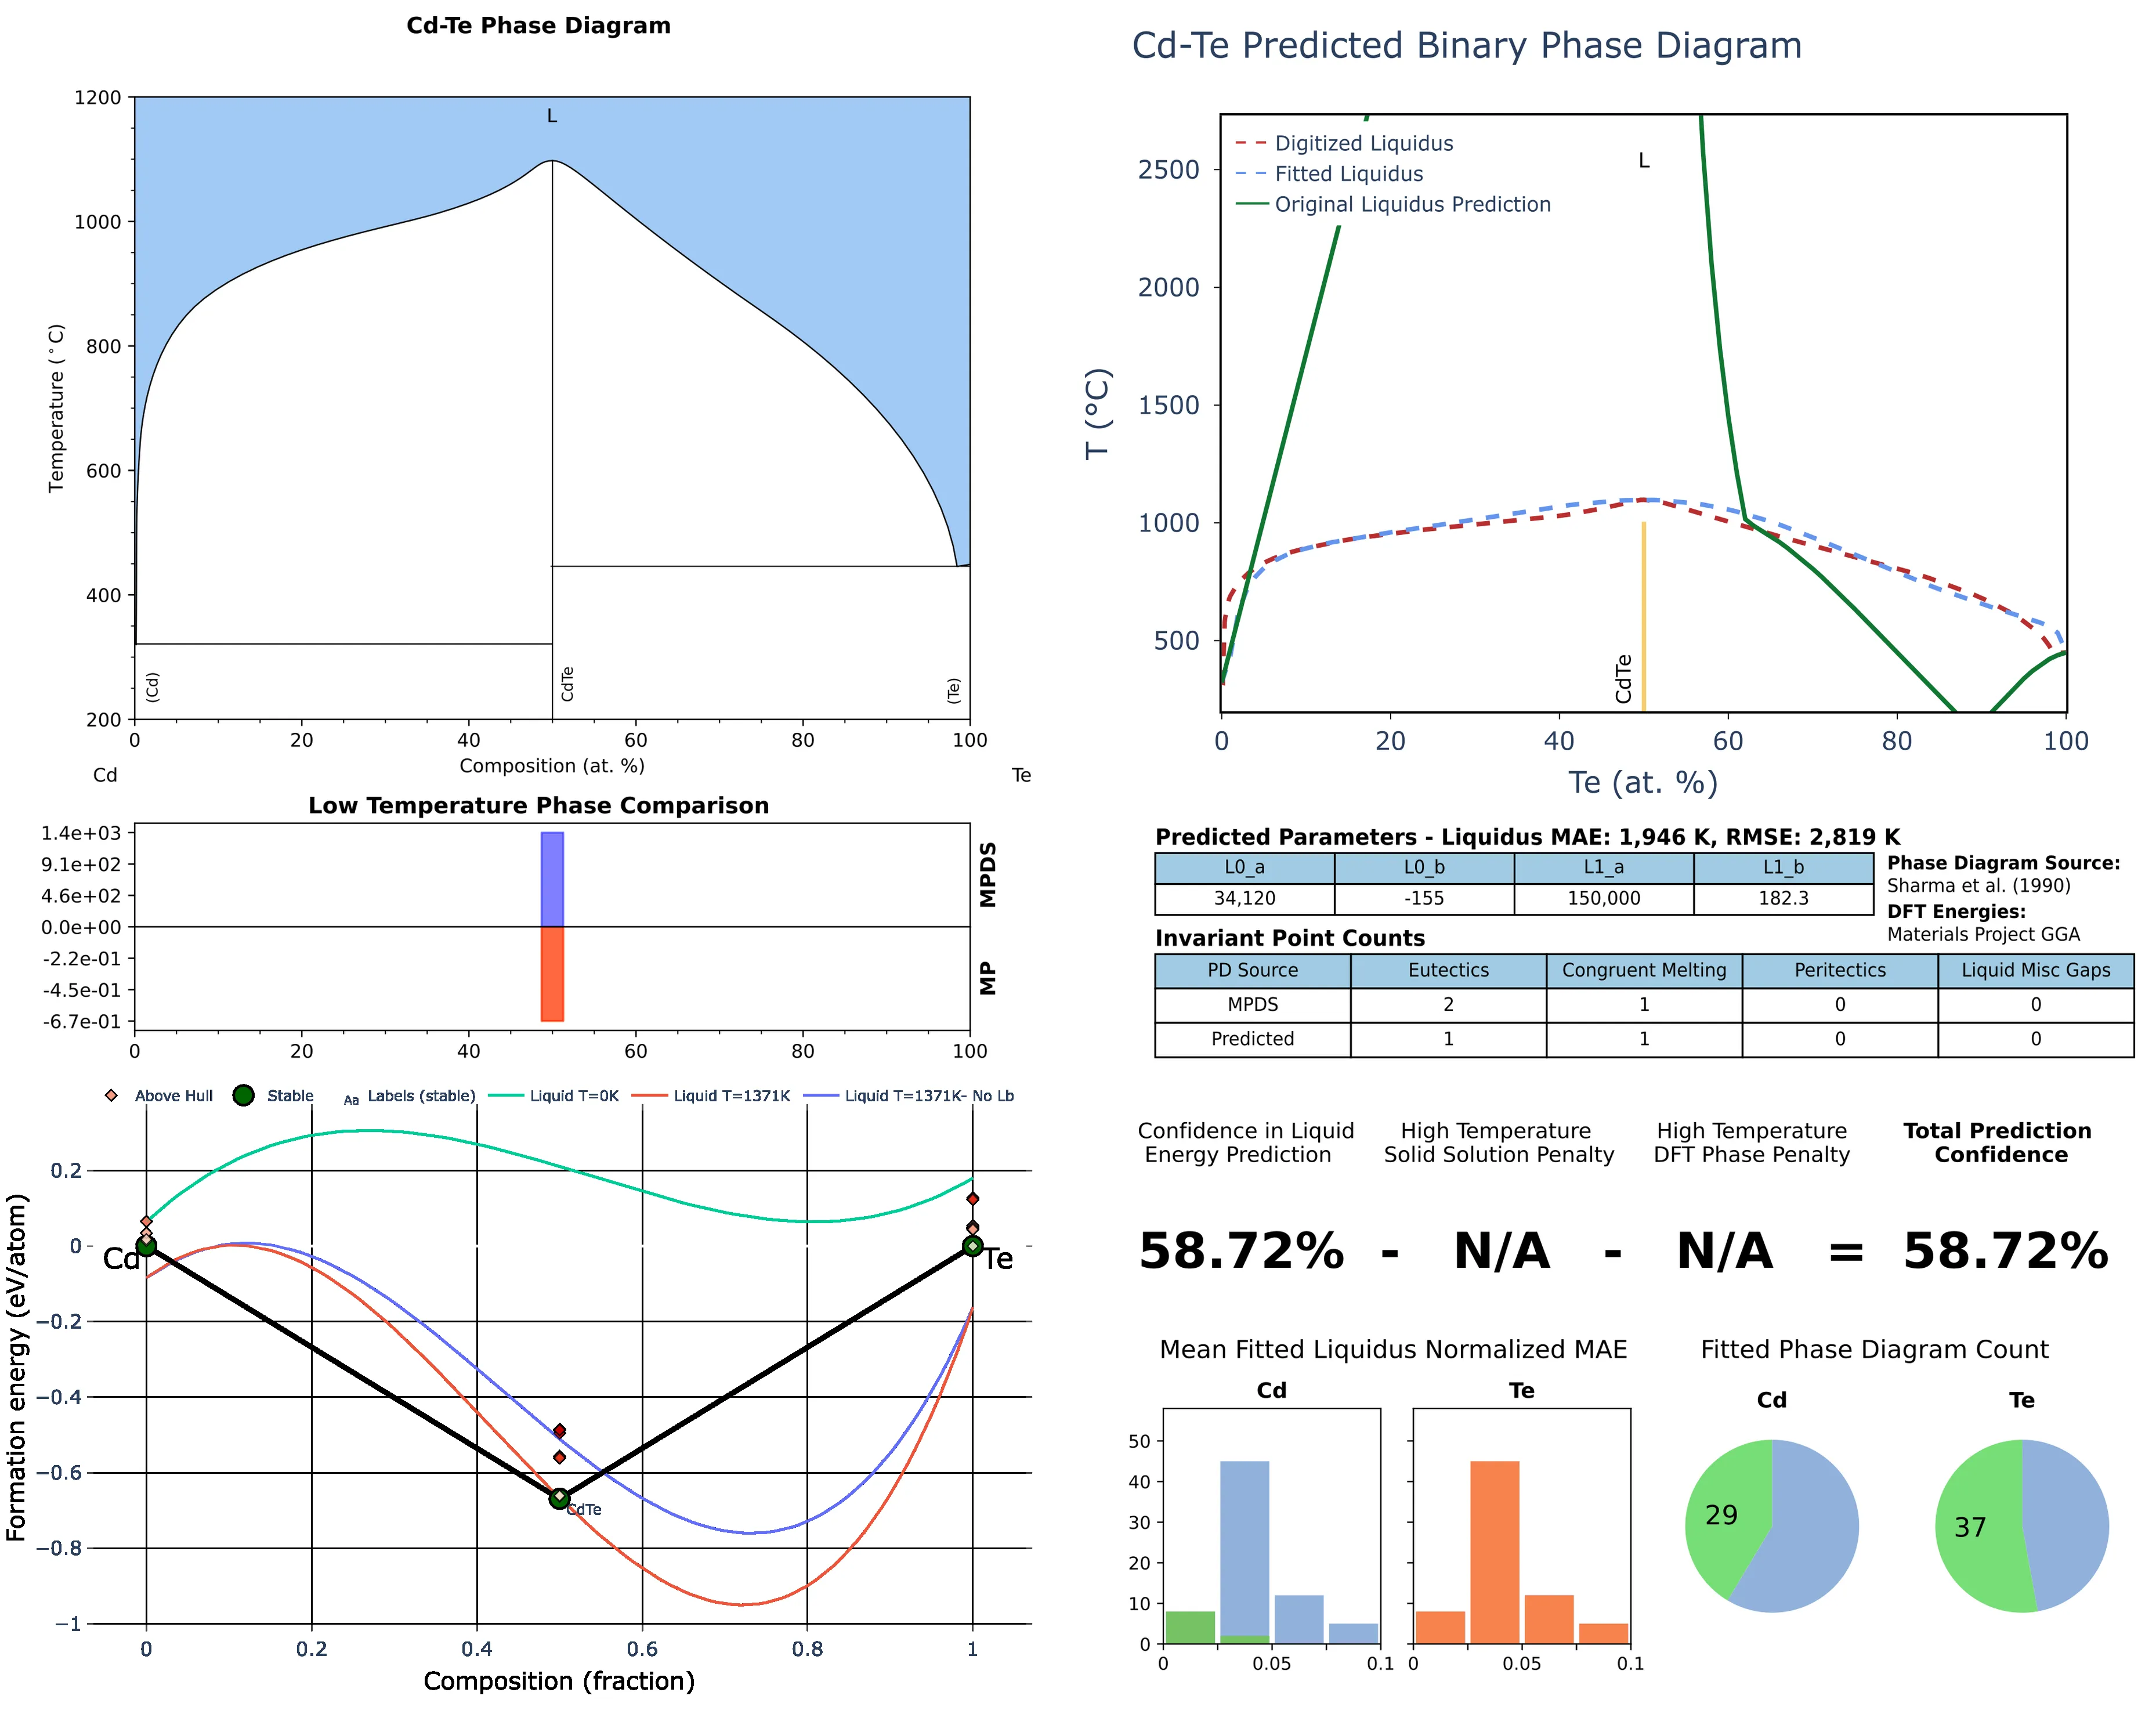 Cd-Te Phase Diagram
1200
1000
800
600
400
200
Temperature (°C)
L
(Cd)
CdTe
(Te)
0 20 40 60 80 100
Composition (at. %)
Cd Te
Low Temperature Phase Comparison
1.4e+03
9.1e+02
4.6e+02
0.0e+00
-2.2e-01
-4.5e-01
-6.7e-01
MPDS
MP
0 20 40 60 80 100
Above Hull Stable Aa Labels (stable) Liquid T=0K Liquid T=1371K Liquid T=1371K- No Lb
0.2
0
−0.2
−0.4
−0.6
−0.8
−1
Formation energy (eV/atom)
Cd
Te
CdTe
0 0.2 0.4 0.6 0.8 1
Composition (fraction)
Cd-Te Predicted Binary Phase Diagram
Digitized Liquidus
Fitted Liquidus
Original Liquidus Prediction
L
2500
2000
1500
1000
500
T (°C)
CdTe
0 20 40 60 80 100
Te (at. %)
Predicted Parameters - Liquidus MAE: 1,946 K, RMSE: 2,819 K
L0_a L0_b L1_a L1_b
34,120 -155 150,000 182.3
Phase Diagram Source:
Sharma et al. (1990)
DFT Energies:
Materials Project GGA
Invariant Point Counts
PD Source Eutectics Congruent Melting Peritectics Liquid Misc Gaps
MPDS 2 1 0 0
Predicted 1 1 0 0
Confidence in Liquid High Temperature High Temperature Total Prediction
Energy Prediction Solid Solution Penalty DFT Phase Penalty Confidence
58.72% - N/A - N/A = 58.72%
Mean Fitted Liquidus Normalized MAE
Cd Te
50
40
30
20
10
0
0 0.05 0.1 0 0.05 0.1
Fitted Phase Diagram Count
Cd Te
29 37